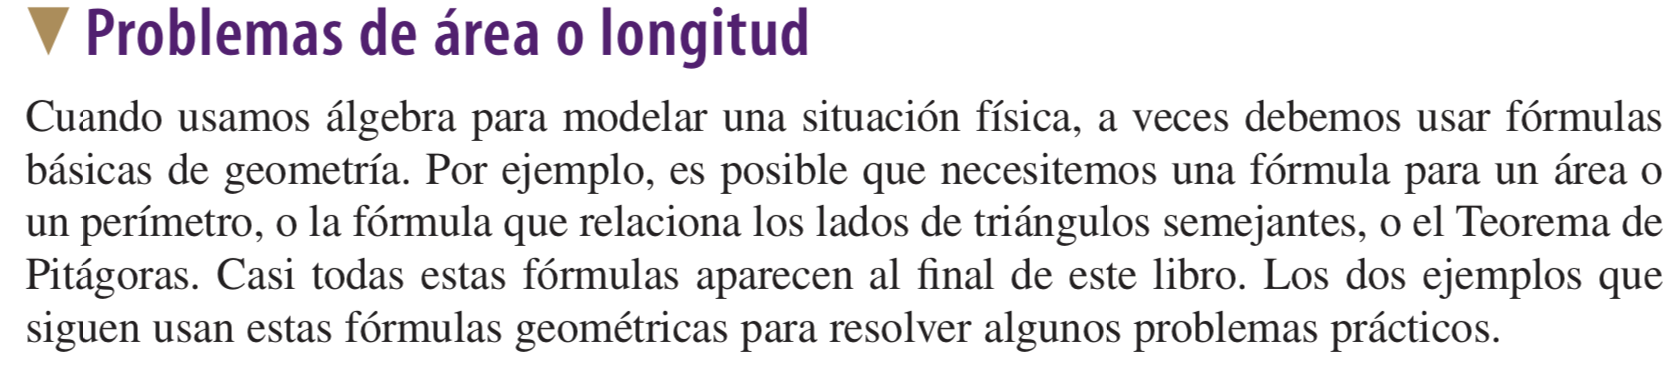 Problemas de área o longitud
Cuando usamos álgebra para modelar una situación física, a veces debemos usar fórmulas
básicas de geometría. Por ejemplo, es posible que necesitemos una fórmula para un área o
un perímetro, o la fórmula que relaciona los lados de triángulos semejantes, o el Teorema de
Pitágoras. Casi todas estas fórmulas aparecen al final de este libro. Los dos ejemplos que
siguen usan estas fórmulas geométricas para resolver algunos problemas prácticos.